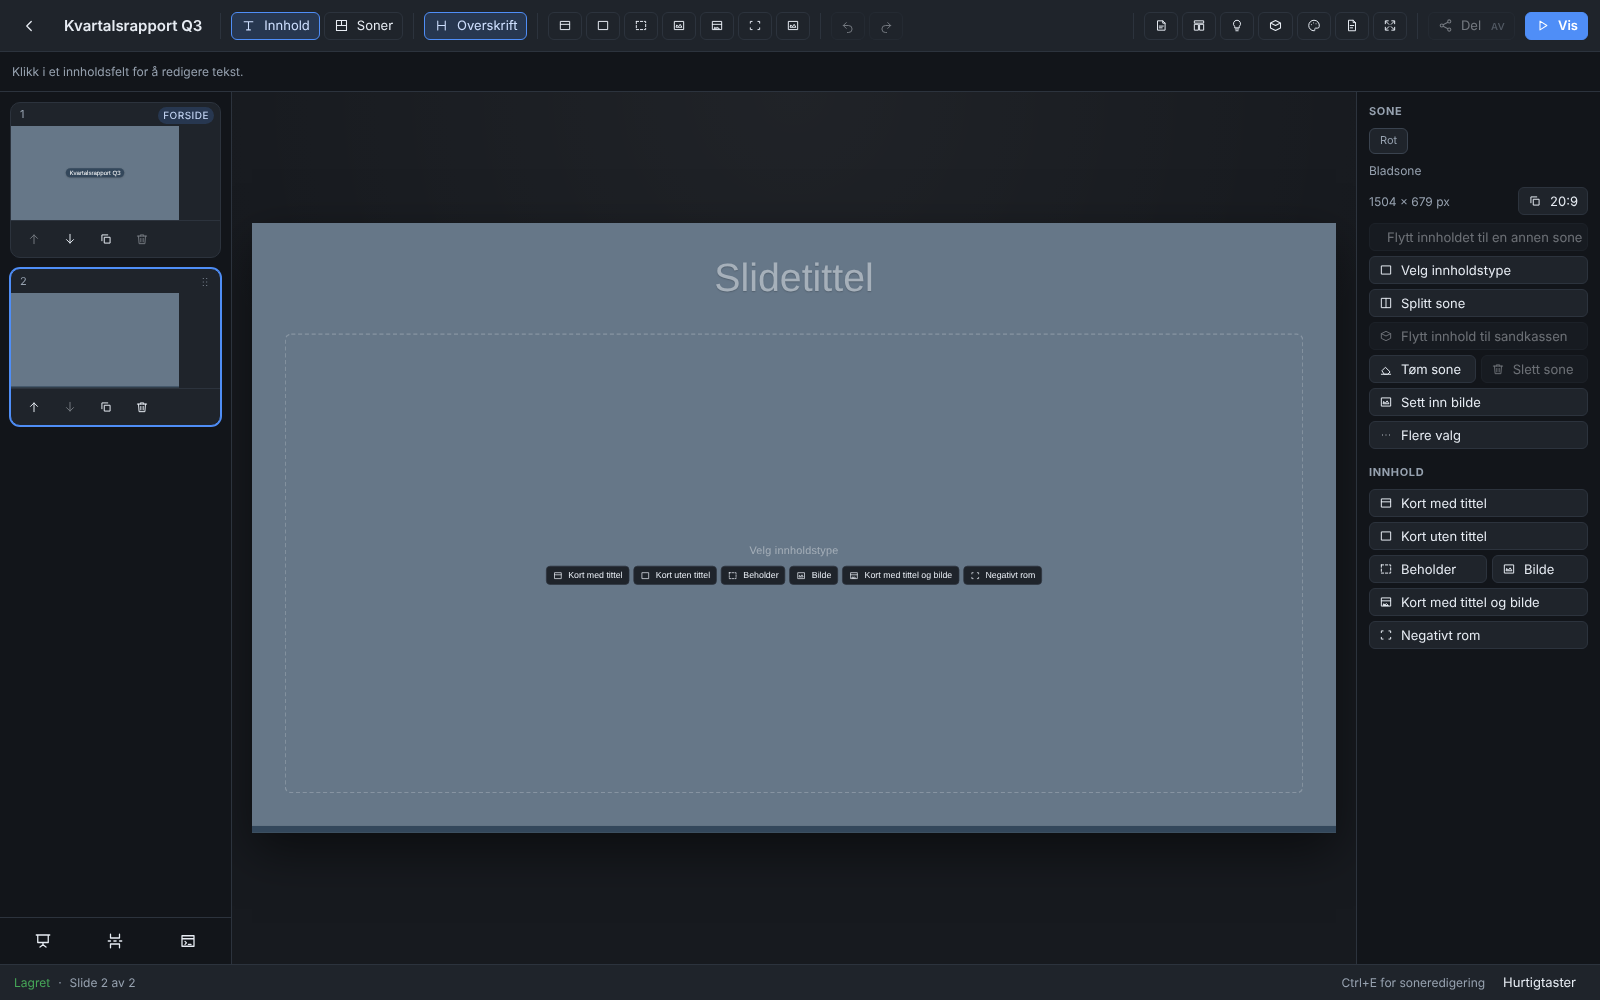 Kvartalsrapport Q3
Innhold
Soner
Overskrift
Del AV
Vis
Klikk i et innholdsfelt for å redigere tekst.
1
FORSIDE
Kvartalsrapport Q3
2
Slidetittel
Velg innholdstype
Kort med tittel
Kort uten tittel
Beholder
Bilde
Kort med tittel og bilde
Negativt rom
SONE
Rot
Bladsone
1504 × 679 px
20:9
Flytt innholdet til en annen sone
Velg innholdstype
Splitt sone
Flytt innhold til sandkassen
Tøm sone
Slett sone
Sett inn bilde
Flere valg
INNHOLD
Kort med tittel
Kort uten tittel
Beholder
Bilde
Kort med tittel og bilde
Negativt rom
Lagret · Slide 2 av 2
Ctrl+E for soneredigering
Hurtigtaster